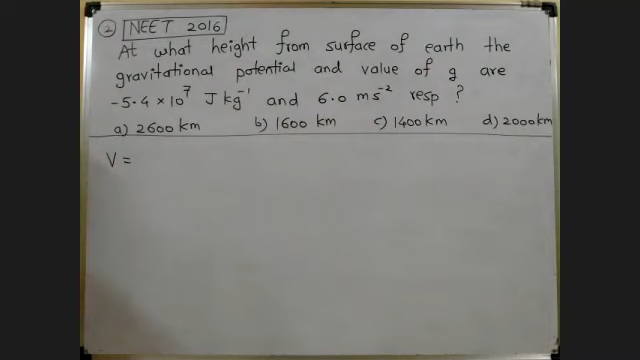 ② NEET 2016
At what height from surface of earth the
gravitational potential and value of g are
-5.4 × 10⁷ J kg⁻¹ and 6.0 ms⁻² resp ?
a) 2600 km b) 1600 km c) 1400 km d) 2000 km
V =